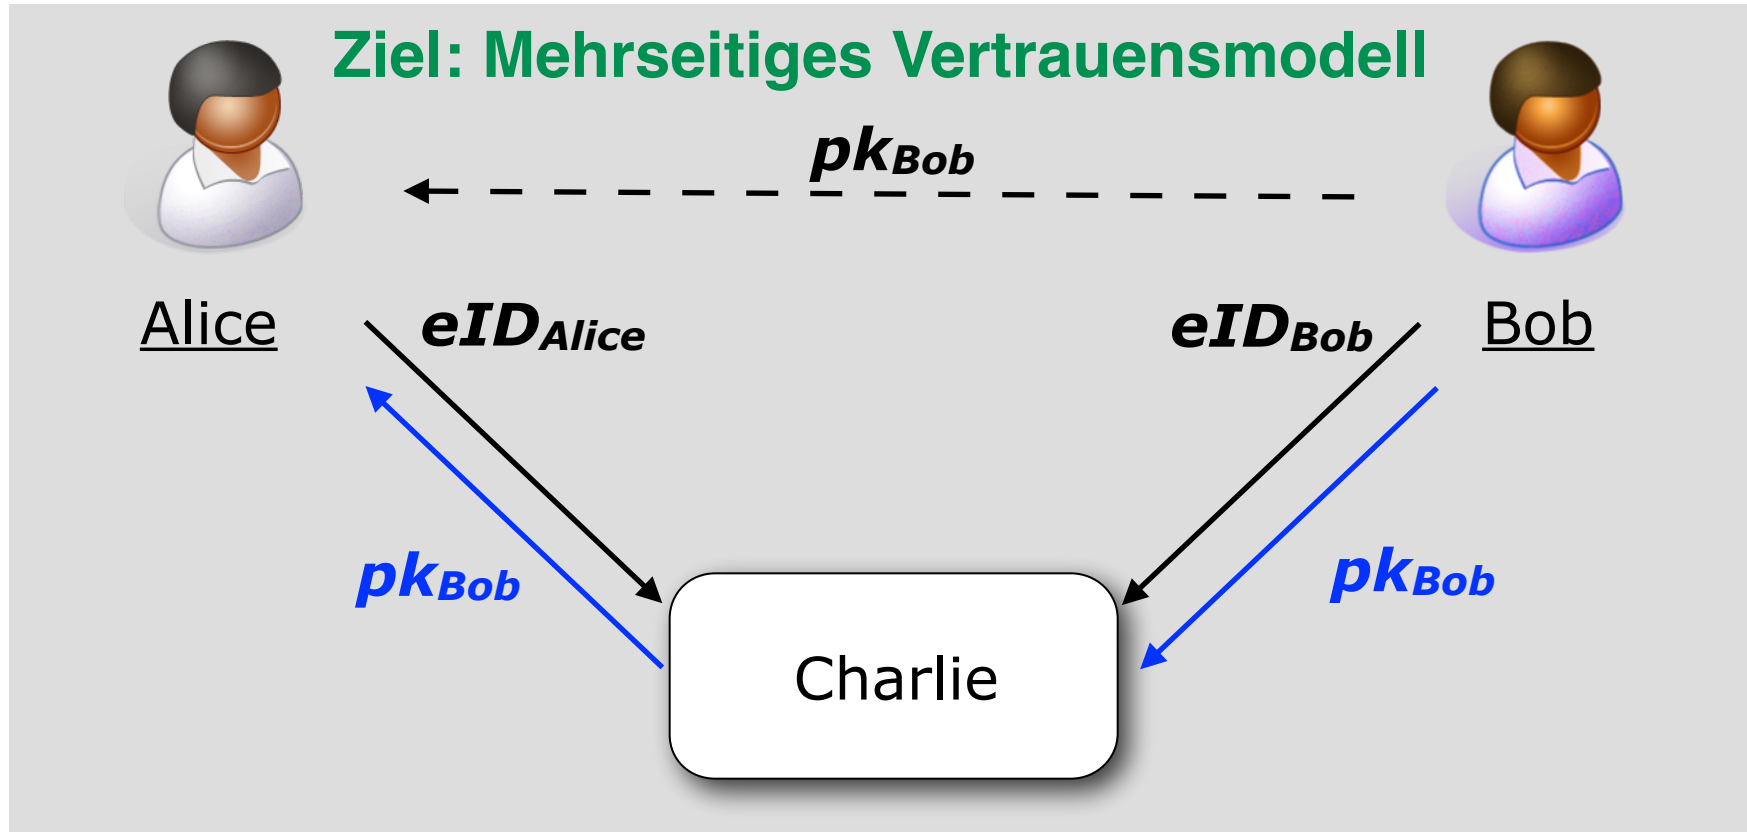 Ziel: Mehrseitiges Vertrauensmodell
pkBob
Alice
eIDAlice
eIDBob
Bob
pkBob
pkBob
Charlie